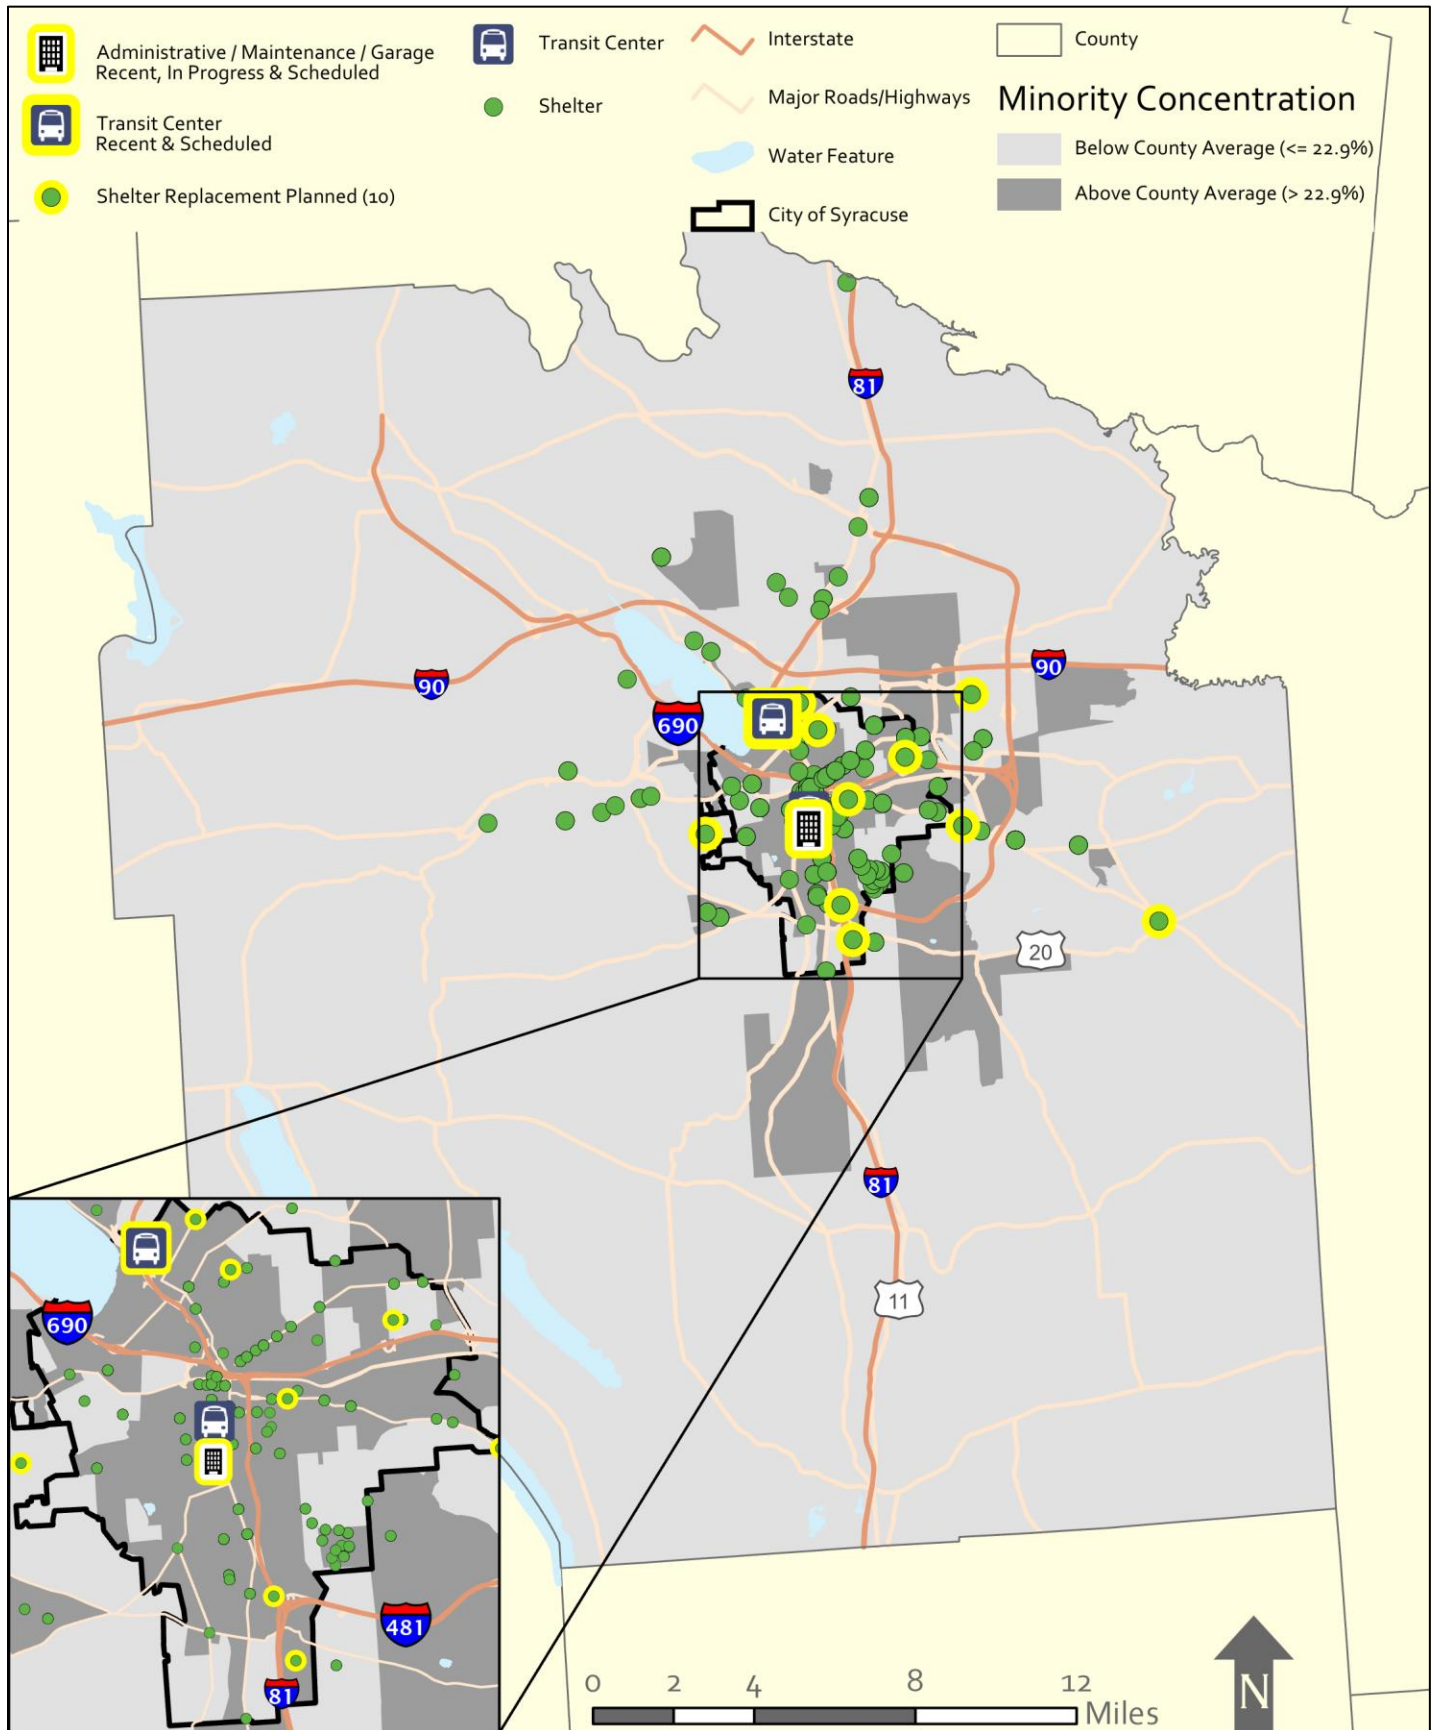 Administrative / Maintenance / Garage
Recent, In Progress & Scheduled
Transit Center
Recent & Scheduled
Shelter Replacement Planned (10)
Transit Center
Shelter
Interstate
Major Roads/Highways
Water Feature
City of Syracuse
County
Minority Concentration
Below County Average (<= 22.9%)
Above County Average (> 22.9%)
81
90
90
690
20
81
11
690
481
81
0 2 4 8 12
Miles
N